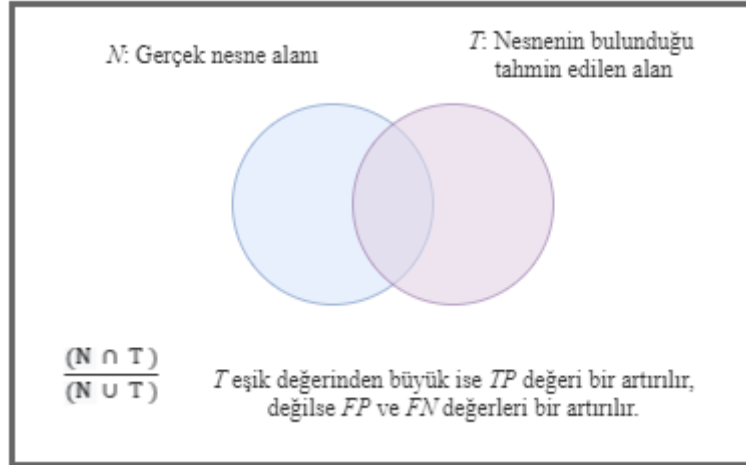 N: Gerçek nesne alanı
T: Nesnenin bulunduğu
tahmin edilen alan
(N ∩ T )
(N ∪ T )
T eşik değerinden büyük ise TP değeri bir artırılır,
değilse FP ve FN değerleri bir artırılır.